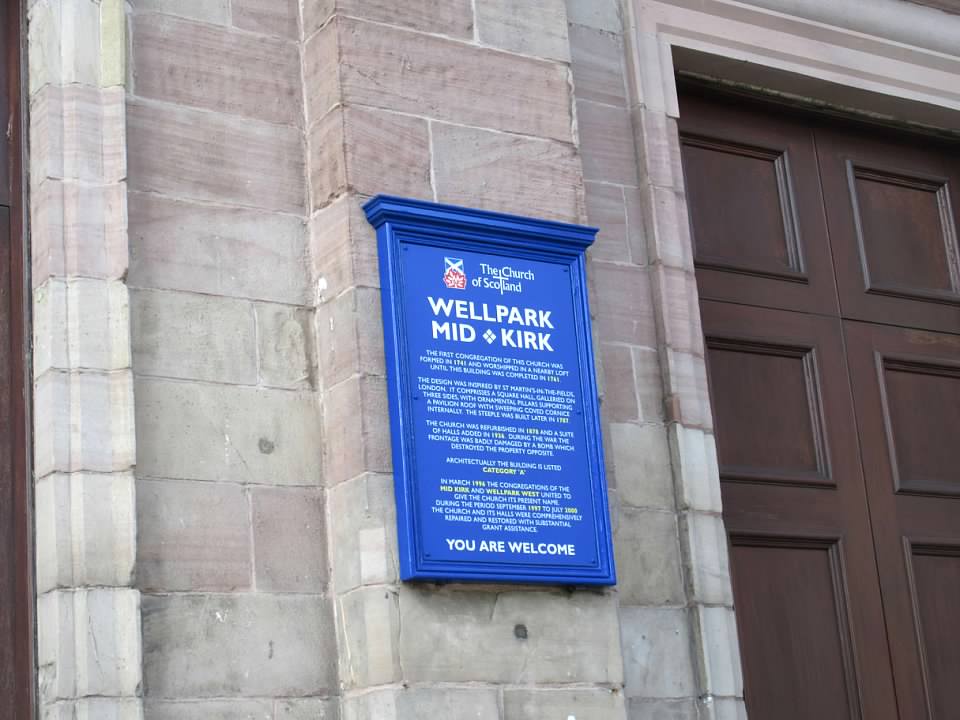 The Church
of Scotland
WELLPARK
MID ❖ KIRK
THE FIRST CONGREGATION OF THIS CHURCH WAS
FORMED IN 1741 AND WORSHIPPED IN A NEARBY LOFT
UNTIL THIS BUILDING WAS COMPLETED IN 1761.
THE DESIGN WAS INSPIRED BY ST MARTIN'S-IN-THE-FIELDS,
LONDON. IT COMPRISES A SQUARE HALL, GALLERIED ON
THREE SIDES, WITH ORNAMENTAL PILLARS SUPPORTING
A PAVILION ROOF WITH SWEEPING COVED CORNICE
INTERNALLY. THE STEEPLE WAS BUILT LATER IN 1787.
THE CHURCH WAS REFURBISHED IN 1878 AND A SUITE
OF HALLS ADDED IN 1936. DURING THE WAR THE
FRONTAGE WAS BADLY DAMAGED BY A BOMB WHICH
DESTROYED THE PROPERTY OPPOSITE.
ARCHITECTURALLY THE BUILDING IS LISTED
CATEGORY 'A'
IN MARCH 1996 THE CONGREGATIONS OF THE
MID KIRK AND WELLPARK WEST UNITED TO
GIVE THE CHURCH ITS PRESENT NAME.
DURING THE PERIOD SEPTEMBER 1997 TO JULY 2000
THE CHURCH AND ITS HALLS WERE COMPREHENSIVELY
REPAIRED AND RESTORED WITH SUBSTANTIAL
GRANT ASSISTANCE.
YOU ARE WELCOME